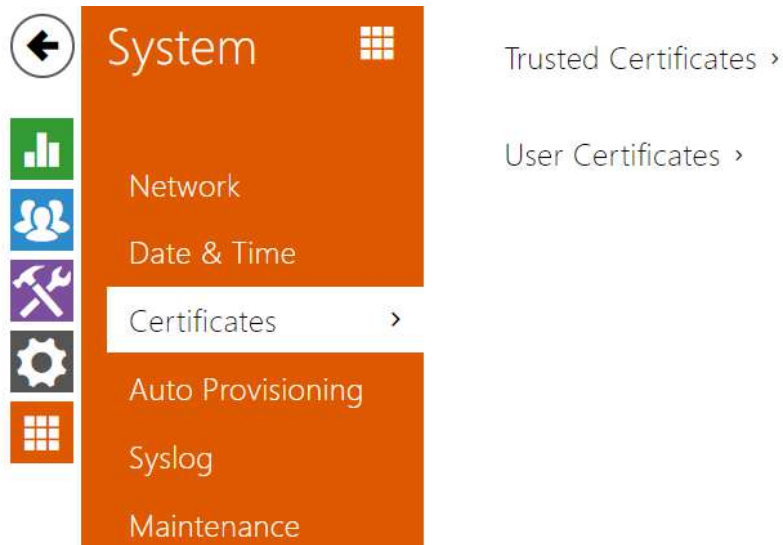 System
Network
Date & Time
Certificates ›
Auto Provisioning
Syslog
Maintenance
Trusted Certificates ›
User Certificates ›